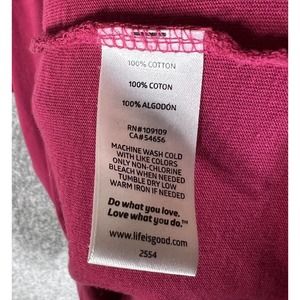 100% COTTON
100% COTON
100% ALGODÓN
RN#109109
CA#54656
MACHINE WASH COLD
WITH LIKE COLORS
ONLY NON-CHLORINE
BLEACH WHEN NEEDED
TUMBLE DRY LOW
WARM IRON IF NEEDED
Do what you love.
Love what you do.™
www.lifeisgood.com
2554